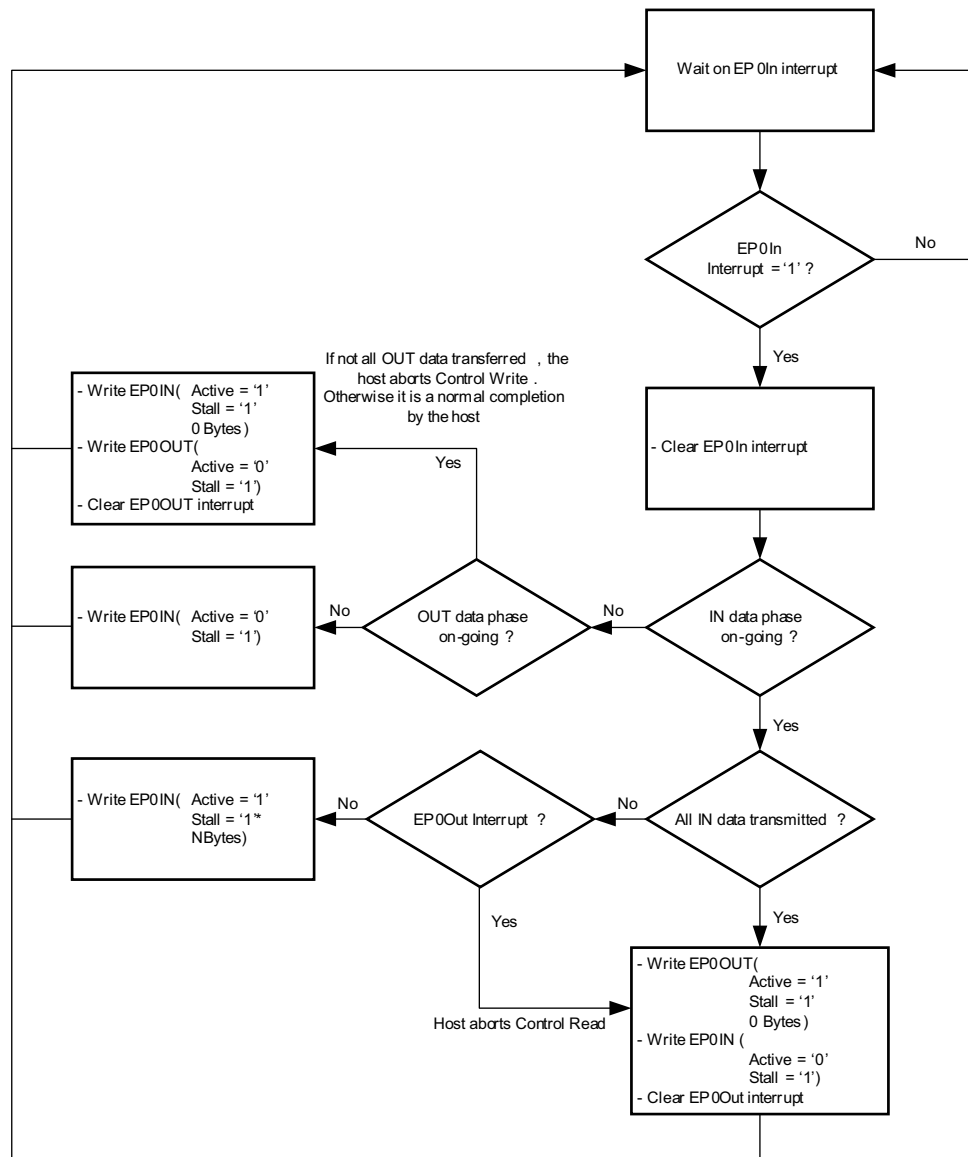 Wait on EP0In interrupt
EP0In
Interrupt = ‘1’ ?
No
Yes
If not all OUT data transferred , the
host aborts Control Write .
Otherwise it is a normal completion
by the host
- Write EP0IN( Active = ‘1’
Stall = ‘1’
0 Bytes)
- Write EP0OUT(
Active = ‘0’
Stall = ‘1’)
- Clear EP0OUT interrupt
Yes
- Clear EP0In interrupt
- Write EP0IN( Active = ‘0’
Stall = ‘1’)
No
OUT data phase
on-going ?
No
IN data phase
on-going ?
Yes
- Write EP0IN( Active = ‘1’
Stall = ‘1’*
NBytes)
No
EP0Out Interrupt ?
No
All IN data transmitted ?
Yes
Yes
Host aborts Control Read
- Write EP0OUT(
Active = ‘1’
Stall = ‘1’
0 Bytes)
- Write EP0IN (
Active = ‘0’
Stall = ‘1’)
- Clear EP0Out interrupt